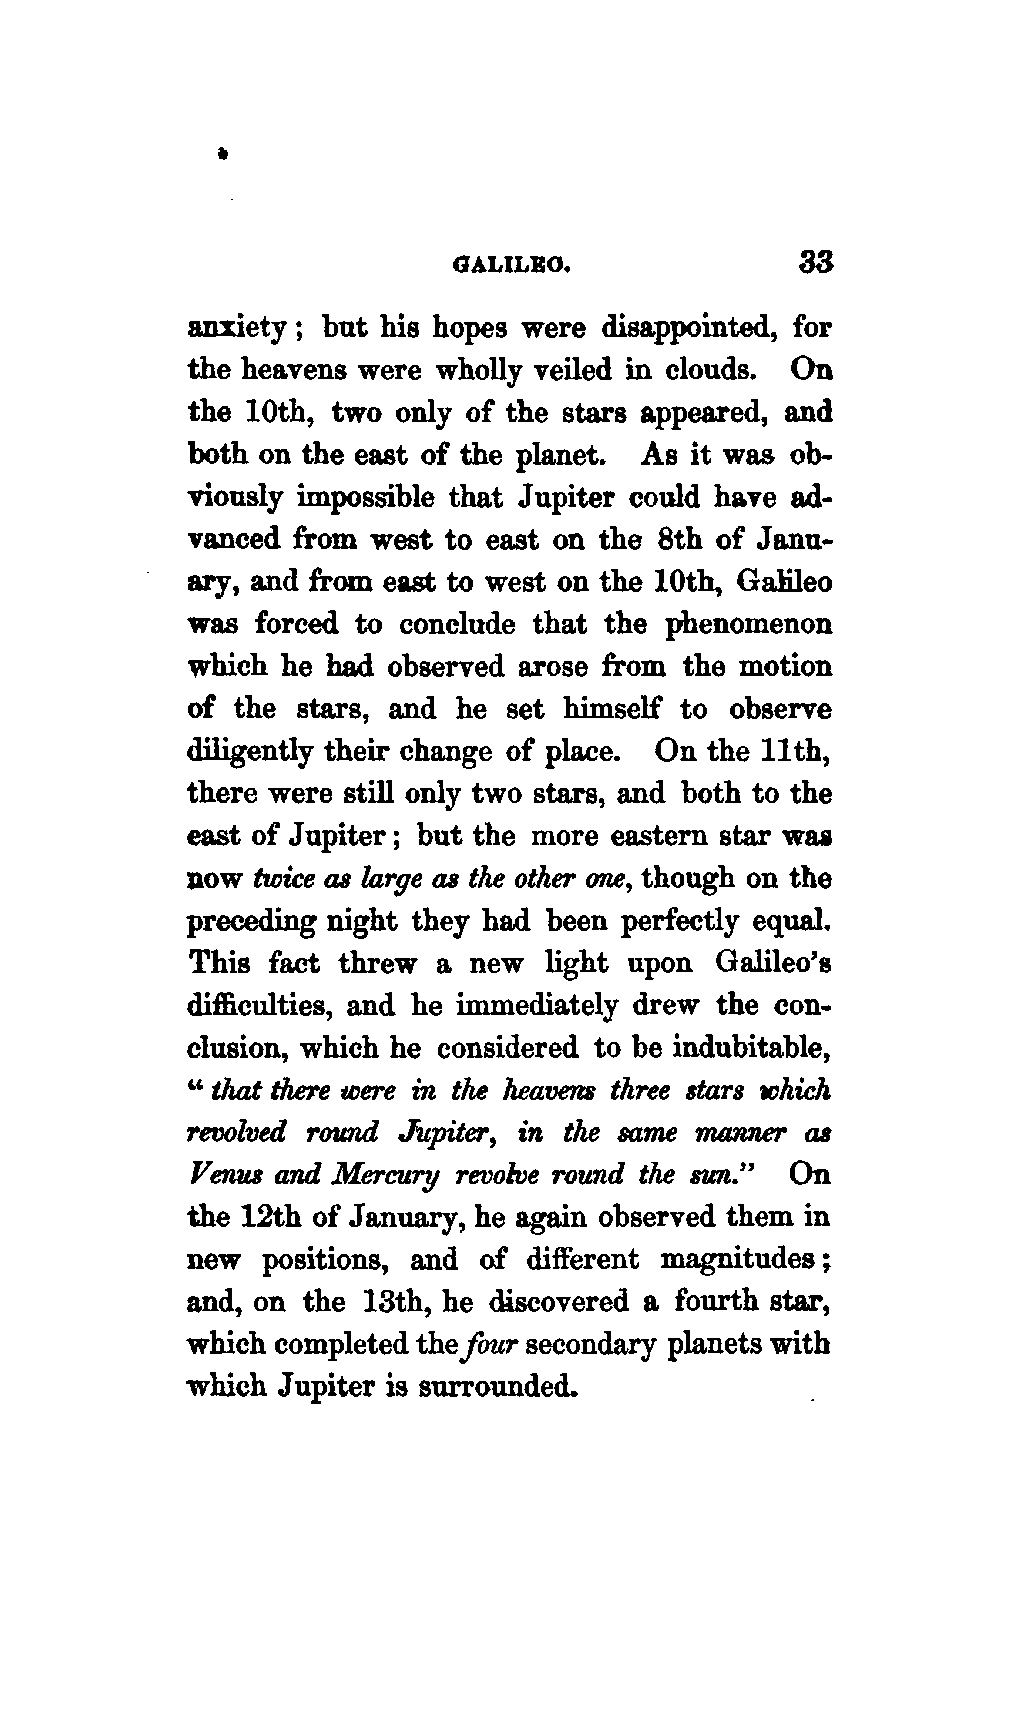 GALILEO. 33
anxiety ; but his hopes were disappointed, for
the heavens were wholly veiled in clouds. On
the 10th, two only of the stars appeared, and
both on the east of the planet. As it was ob-
viously impossible that Jupiter could have ad-
vanced from west to east on the 8th of Janu-
ary, and from east to west on the 10th, Galileo
was forced to conclude that the phenomenon
which he had observed arose from the motion
of the stars, and he set himself to observe
diligently their change of place. On the 11th,
there were still only two stars, and both to the
east of Jupiter ; but the more eastern star was
now twice as large as the other one, though on the
preceding night they had been perfectly equal.
This fact threw a new light upon Galileo's
difficulties, and he immediately drew the con-
clusion, which he considered to be indubitable,
“ that there were in the heavens three stars which
revolved round Jupiter, in the same manner as
Venus and Mercury revolve round the sun.” On
the 12th of January, he again observed them in
new positions, and of different magnitudes ;
and, on the 13th, he discovered a fourth star,
which completed the four secondary planets with
which Jupiter is surrounded.